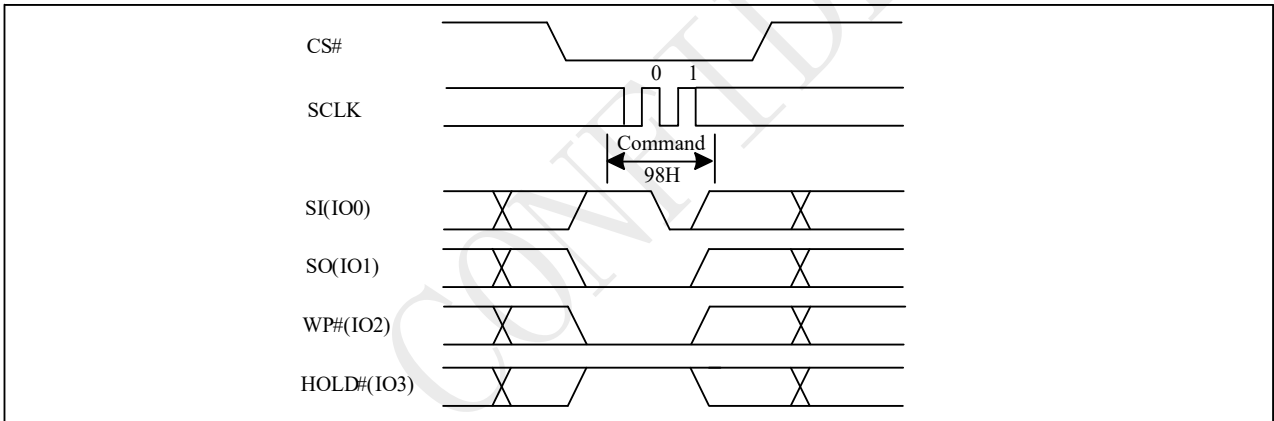 CS#
0 1
SCLK
Command
98H
SI(IO0)
SO(IO1)
WP#(IO2)
HOLD#(IO3)